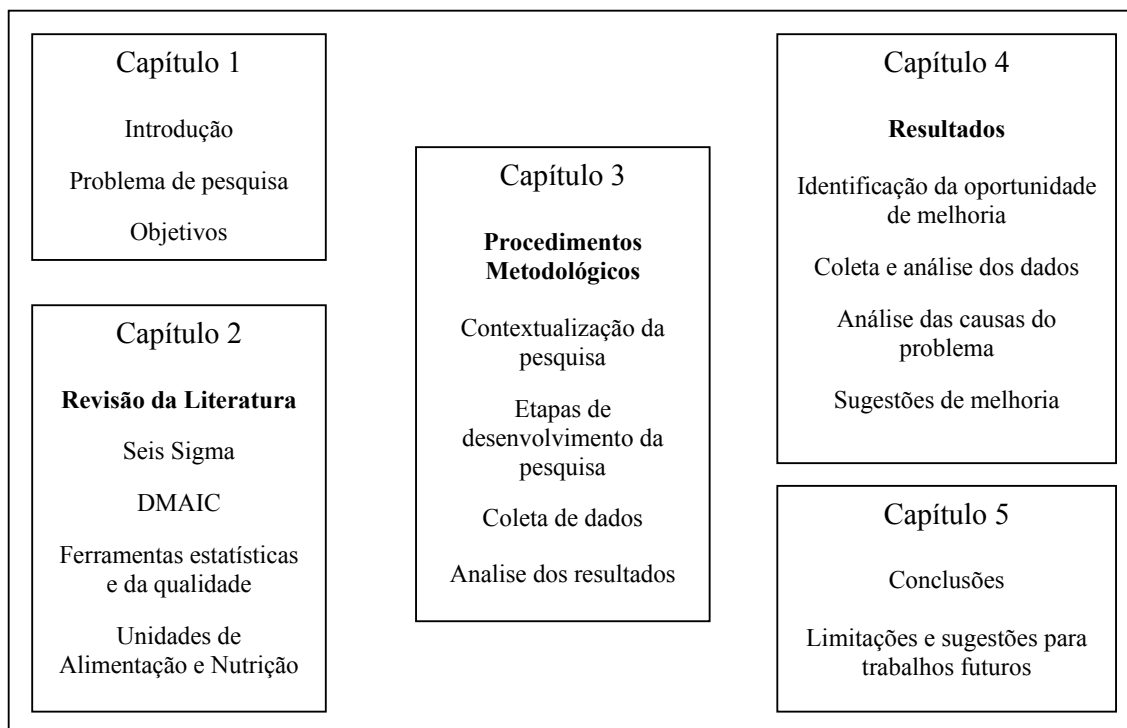 Capítulo 1
Introdução
Problema de pesquisa
Objetivos
Capítulo 2
Revisão da Literatura
Seis Sigma
DMAIC
Ferramentas estatísticas
e da qualidade
Unidades de
Alimentação e Nutrição
Capítulo 3
Procedimentos
Metodológicos
Contextualização da
pesquisa
Etapas de
desenvolvimento da
pesquisa
Coleta de dados
Analise dos resultados
Capítulo 4
Resultados
Identificação da oportunidade
de melhoria
Coleta e análise dos dados
Análise das causas do
problema
Sugestões de melhoria
Capítulo 5
Conclusões
Limitações e sugestões para
trabalhos futuros